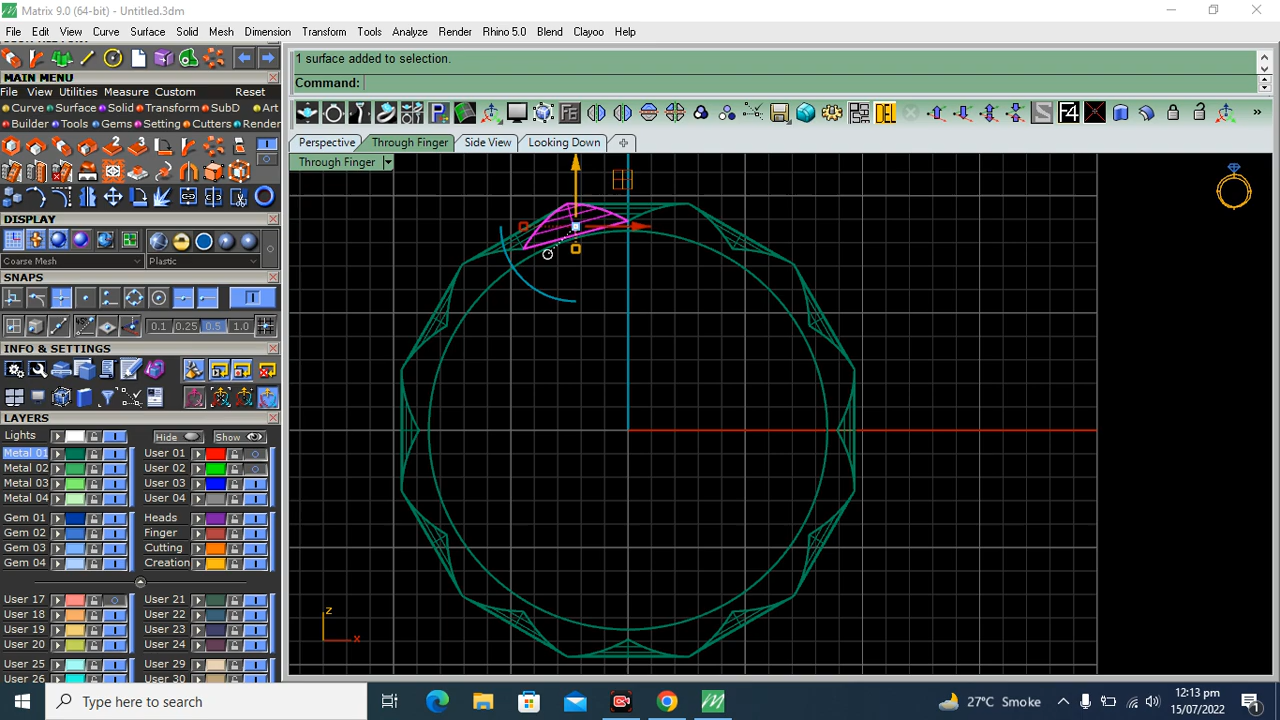 Matrix 9.0 (64-bit) - Untitled.3dm
File Edit View Curve Surface Solid Mesh Dimension Transform Tools Analyze Render Rhino 5.0 Blend Clayoo Help
1 surface added to selection.
Command:
MAIN MENU
File View Utilities Measure Custom Reset
Curve Surface Solid Transform SubD Art
Builder Tools Gems Setting Cutters Render
Perspective Through Finger Side View Looking Down
Through Finger
DISPLAY
Coarse Mesh Plastic
SNAPS
0.1 0.25 0.5 1.0
INFO & SETTINGS
LAYERS
Lights Hide Show
Metal 01 User 01
Metal 02 User 02
Metal 03 User 03
Metal 04 User 04
Gem 01 Heads
Gem 02 Finger
Gem 03 Cutting
Gem 04 Creation
User 17 User 21
User 18 User 22
User 19 User 23
User 20 User 24
User 25 User 29
User 26 User 30
z
x
Type here to search
27°C Smoke
12:13 pm
15/07/2022